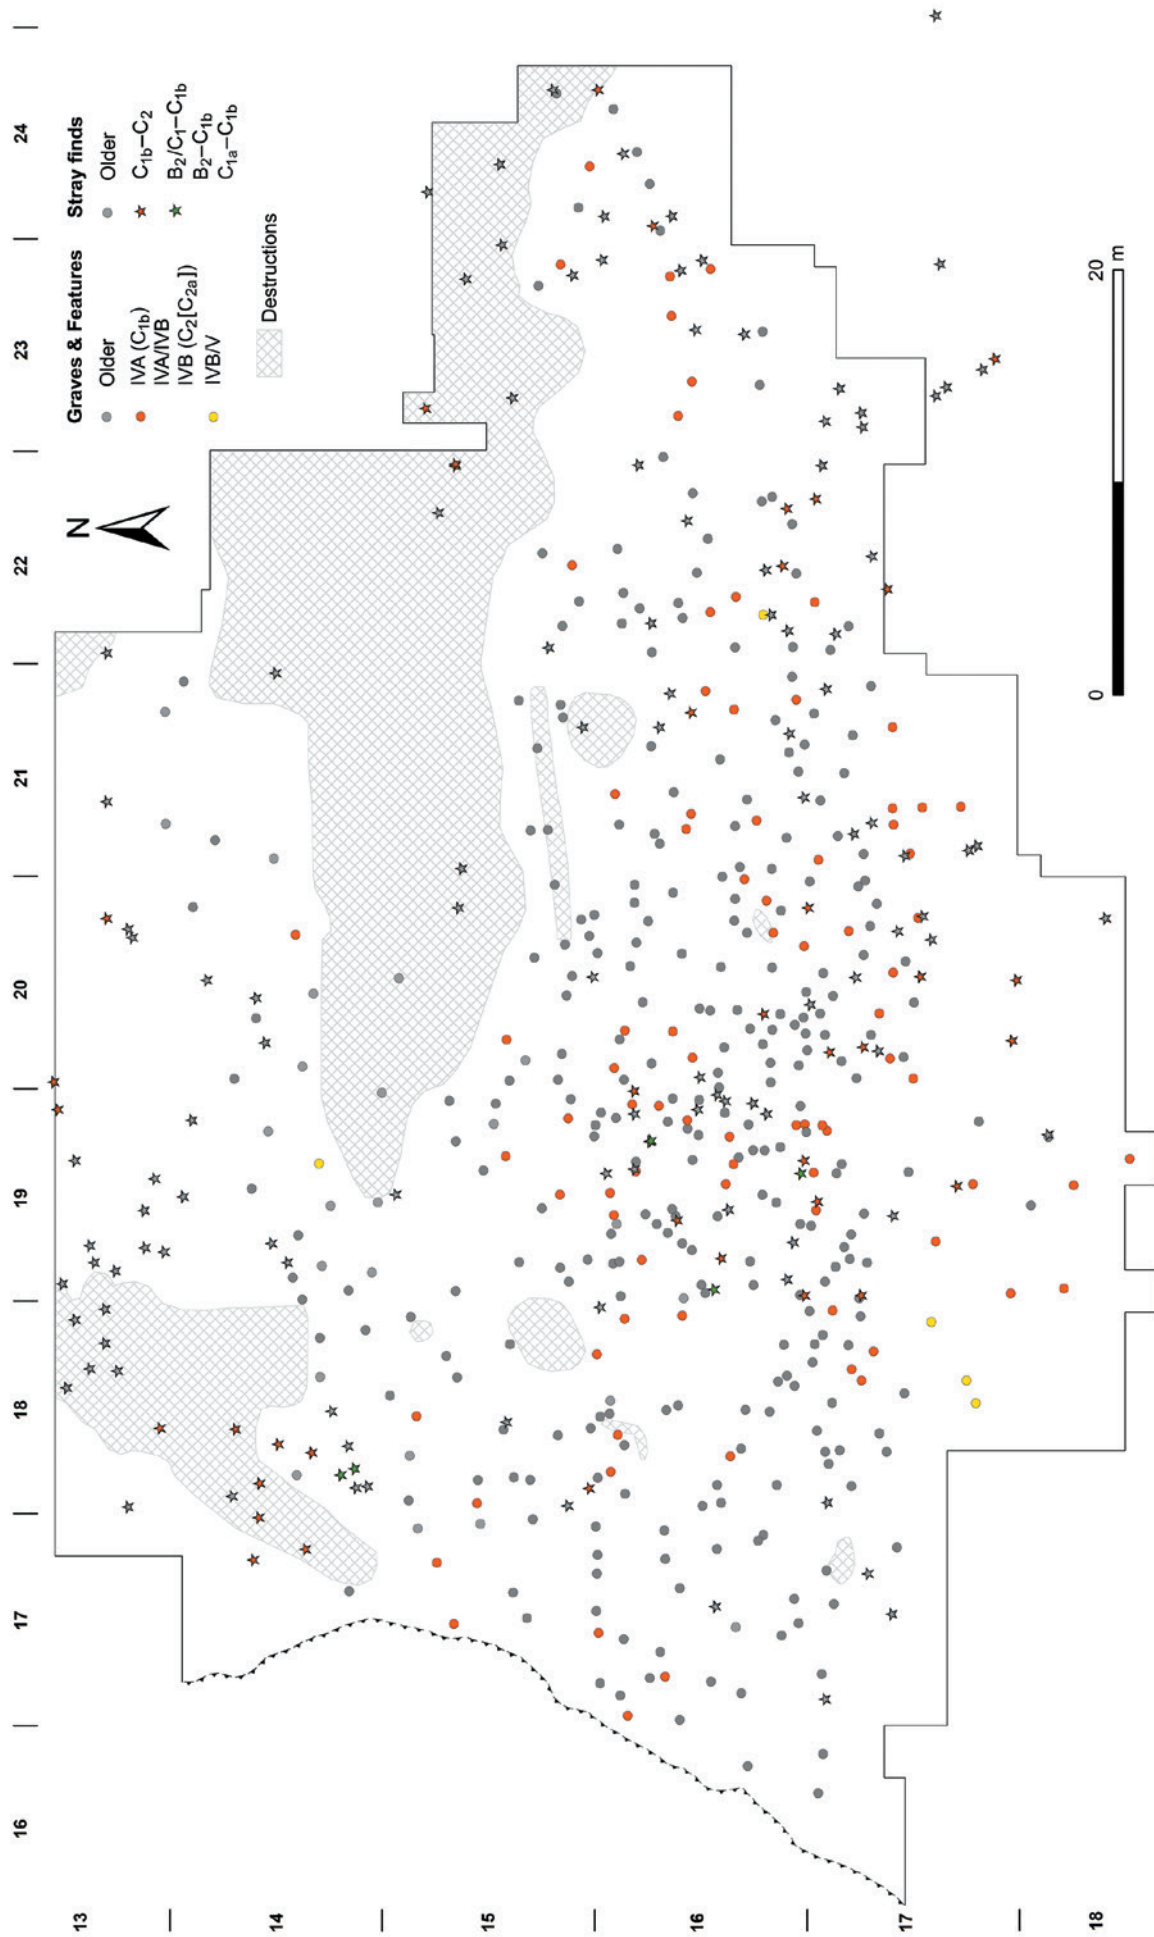 Graves & Features
Older
IVA (C1b)
IVA/IVB
IVB (C2[C2a])
IVB/V
Stray finds
Older
C1b–C2
B2/C1–C1b
B2–C1b
C1a–C1b
Destructions
N
0
20 m
16
17
18
19
20
21
22
23
24
13
14
15
16
17
18